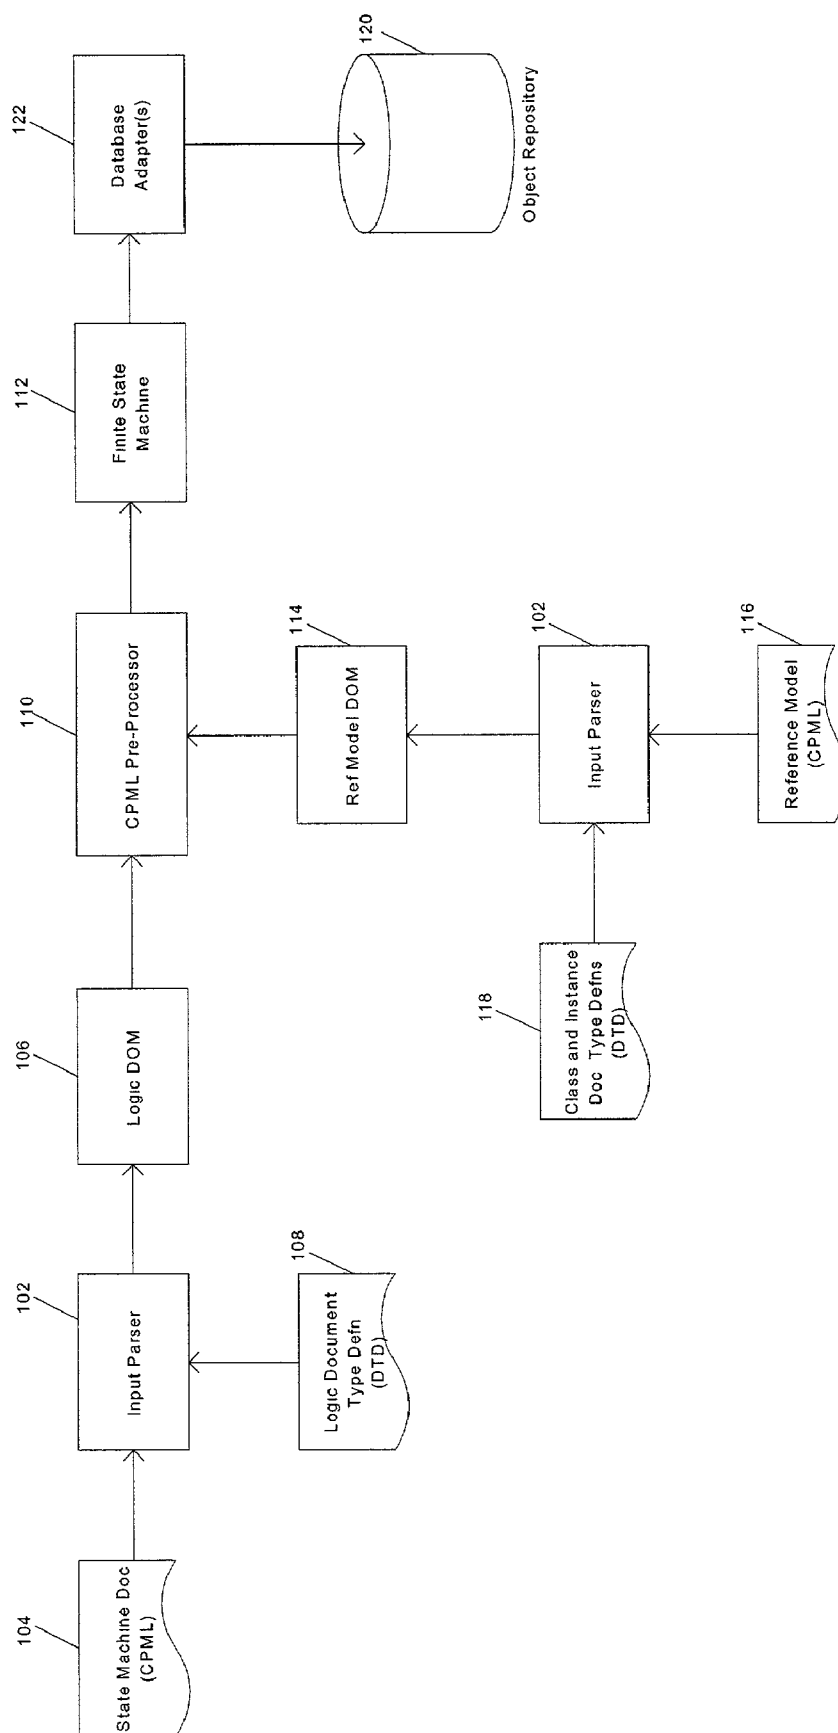 104
State Machine Doc
(CPML)
102
Input Parser
108
Logic Document
Type Defn
(DTD)
106
Logic DOM
110
CPML Pre-Processor
114
Ref Model DOM
102
Input Parser
118
Class and Instance
Doc Type Defns
(DTD)
116
Reference Model
(CPML)
112
Finite State
Machine
122
Database
Adapter(s)
120
Object Repository